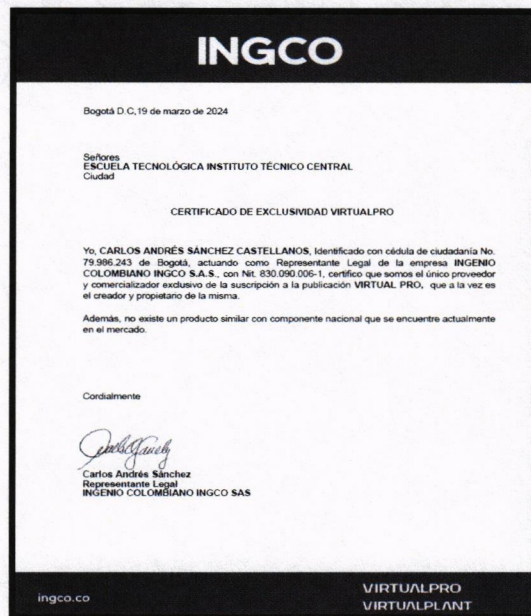 INGCO
Bogotá D.C,19 de marzo de 2024
Señores
ESCUELA TECNOLÓGICA INSTITUTO TÉCNICO CENTRAL
Ciudad
CERTIFICADO DE EXCLUSIVIDAD VIRTUALPRO
Yo, CARLOS ANDRÉS SÁNCHEZ CASTELLANOS, Identificado con cédula de ciudadanía No.
79.986.243 de Bogotá, actuando como Representante Legal de la empresa INGENIO
COLOMBIANO INGCO S.A.S., con Nit. 830.090.006-1, certifico que somos el único proveedor
y comercializador exclusivo de la suscripción a la publicación VIRTUAL PRO, que a la vez es
el creador y propietario de la misma.
Además, no existe un producto similar con componente nacional que se encuentre actualmente
en el mercado.
Cordialmente
Carlos Andrés Sánchez
Representante Legal
INGENIO COLOMBIANO INGCO SAS
ingco.co
VIRTUALPRO
VIRTUALPLANT